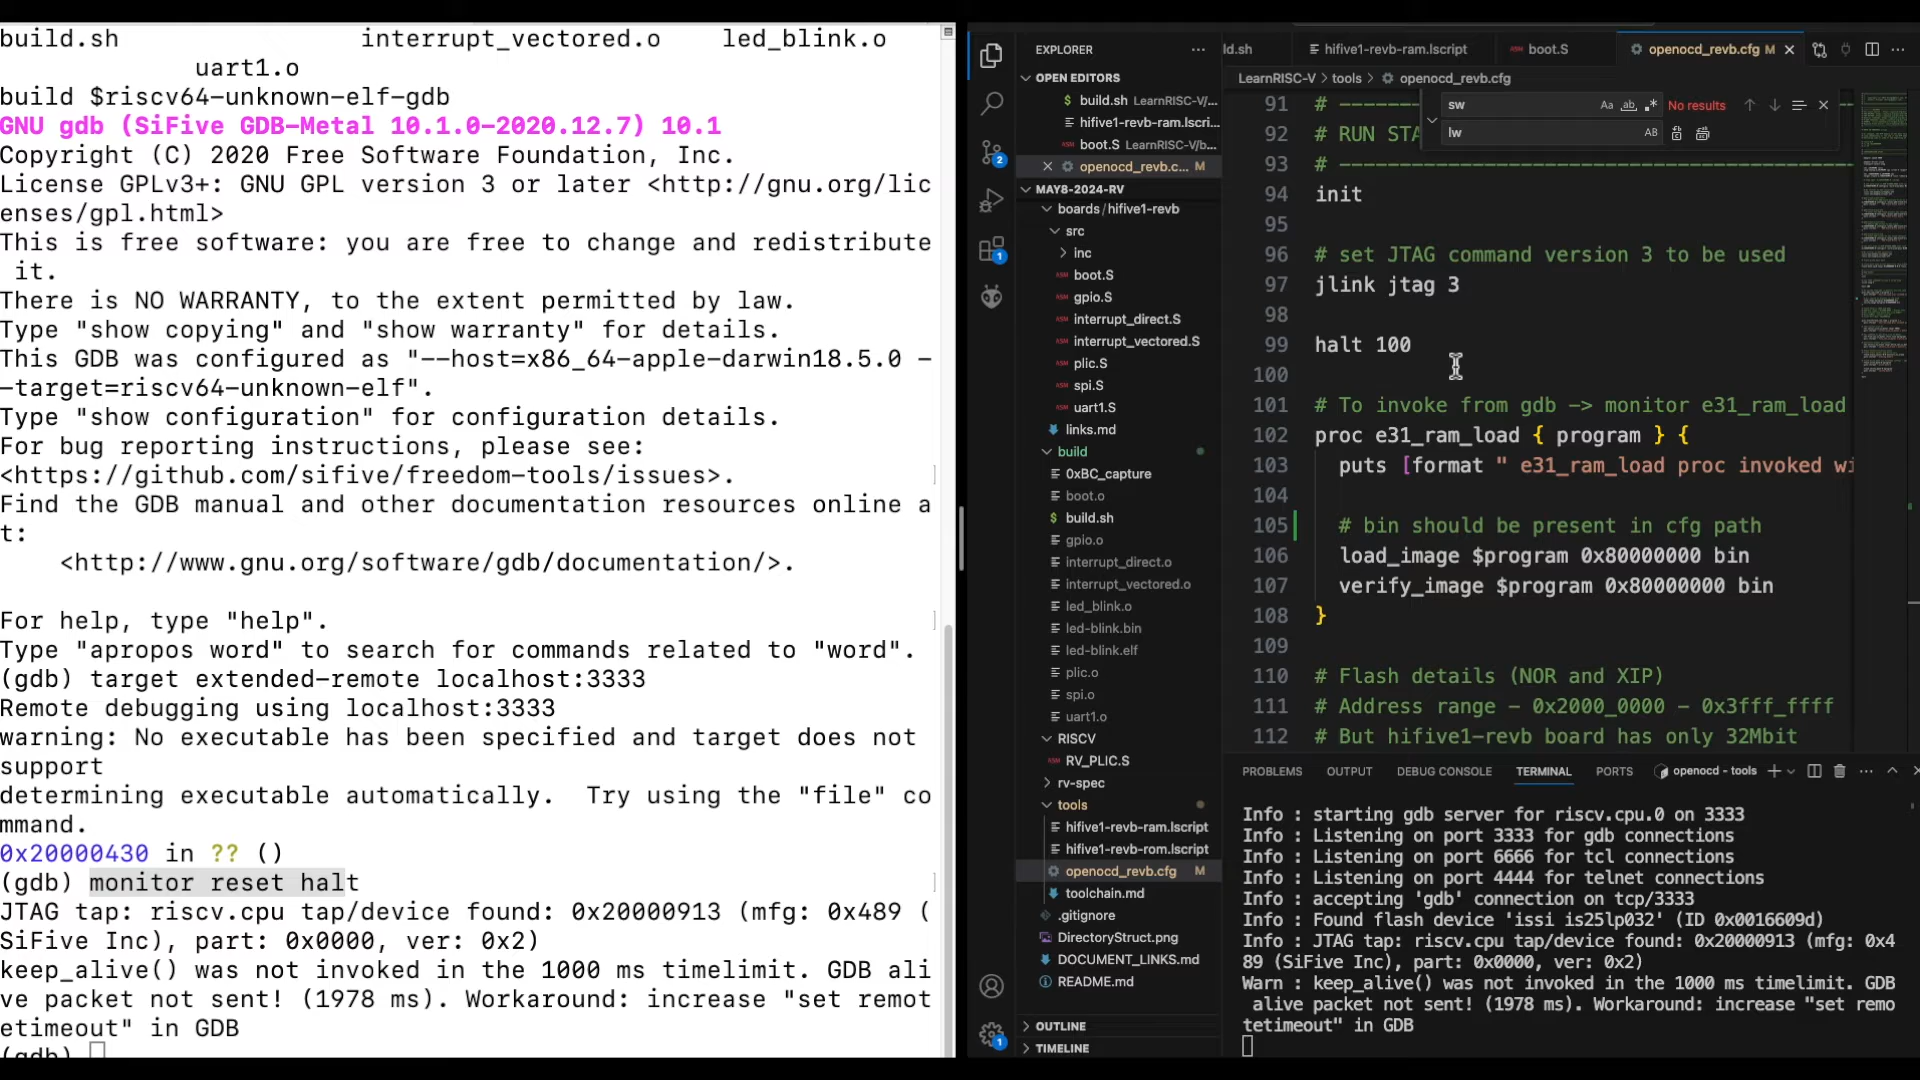 build.sh                interrupt_vectored.o    led_blink.o
uart1.o
build $riscv64-unknown-elf-gdb
GNU gdb (SiFive GDB-Metal 10.1.0-2020.12.7) 10.1
Copyright (C) 2020 Free Software Foundation, Inc.
License GPLv3+: GNU GPL version 3 or later <http://gnu.org/lic
enses/gpl.html>
This is free software: you are free to change and redistribute
 it.
There is NO WARRANTY, to the extent permitted by law.
Type "show copying" and "show warranty" for details.
This GDB was configured as "--host=x86_64-apple-darwin18.5.0 -
-target=riscv64-unknown-elf".
Type "show configuration" for configuration details.
For bug reporting instructions, please see:
<https://github.com/sifive/freedom-tools/issues>.
Find the GDB manual and other documentation resources online a
t:
    <http://www.gnu.org/software/gdb/documentation/>.
For help, type "help".
Type "apropos word" to search for commands related to "word".
(gdb) target extended-remote localhost:3333
Remote debugging using localhost:3333
warning: No executable has been specified and target does not
support
determining executable automatically.  Try using the "file" co
mmand.
0x20000430 in ?? ()
(gdb) monitor reset halt
JTAG tap: riscv.cpu tap/device found: 0x20000913 (mfg: 0x489 (
SiFive Inc), part: 0x0000, ver: 0x2)
keep_alive() was not invoked in the 1000 ms timelimit. GDB ali
ve packet not sent! (1978 ms). Workaround: increase "set remot
etimeout" in GDB
(gdb)
EXPLORER
OPEN EDITORS
build.sh LearnRISC-V/...
hifive1-revb-ram.lscri...
boot.S LearnRISC-V/b...
openocd_revb.c... M
MAY8-2024-RV
boards/hifive1-revb
src
inc
boot.S
gpio.S
interrupt_direct.S
interrupt_vectored.S
plic.S
spi.S
uart1.S
links.md
build
0xBC_capture
boot.o
build.sh
gpio.o
interrupt_direct.o
interrupt_vectored.o
led_blink.o
led-blink.bin
led-blink.elf
plic.o
spi.o
uart1.o
RISCV
RV_PLIC.S
rv-spec
tools
hifive1-revb-ram.lscript
hifive1-revb-rom.lscript
openocd_revb.cfg M
toolchain.md
.gitignore
DirectoryStruct.png
DOCUMENT_LINKS.md
README.md
OUTLINE
TIMELINE
2
1
1
ld.sh hifive1-revb-ram.lscript boot.S openocd_revb.cfg M
LearnRISC-V > tools > openocd_revb.cfg
sw Aa ab No results
lw AB
91 # -------
92 # RUN STA
93 # -------
94 init
95
96 # set JTAG command version 3 to be used
97 jlink jtag 3
98
99 halt 100
100
101 # To invoke from gdb -> monitor e31_ram_load
102 proc e31_ram_load { program } {
103   puts [format " e31_ram_load proc invoked wi
104
105   # bin should be present in cfg path
106   load_image $program 0x80000000 bin
107   verify_image $program 0x80000000 bin
108 }
109
110 # Flash details (NOR and XIP)
111 # Address range - 0x2000_0000 - 0x3fff_ffff
112 # But hifive1-revb board has only 32Mbit
PROBLEMS OUTPUT DEBUG CONSOLE TERMINAL PORTS openocd - tools
Info : starting gdb server for riscv.cpu.0 on 3333
Info : Listening on port 3333 for gdb connections
Info : Listening on port 6666 for tcl connections
Info : Listening on port 4444 for telnet connections
Info : accepting 'gdb' connection on tcp/3333
Info : Found flash device 'issi is25lp032' (ID 0x0016609d)
Info : JTAG tap: riscv.cpu tap/device found: 0x20000913 (mfg: 0x4
89 (SiFive Inc), part: 0x0000, ver: 0x2)
Warn : keep_alive() was not invoked in the 1000 ms timelimit. GDB
 alive packet not sent! (1978 ms). Workaround: increase "set remo
tetimeout" in GDB